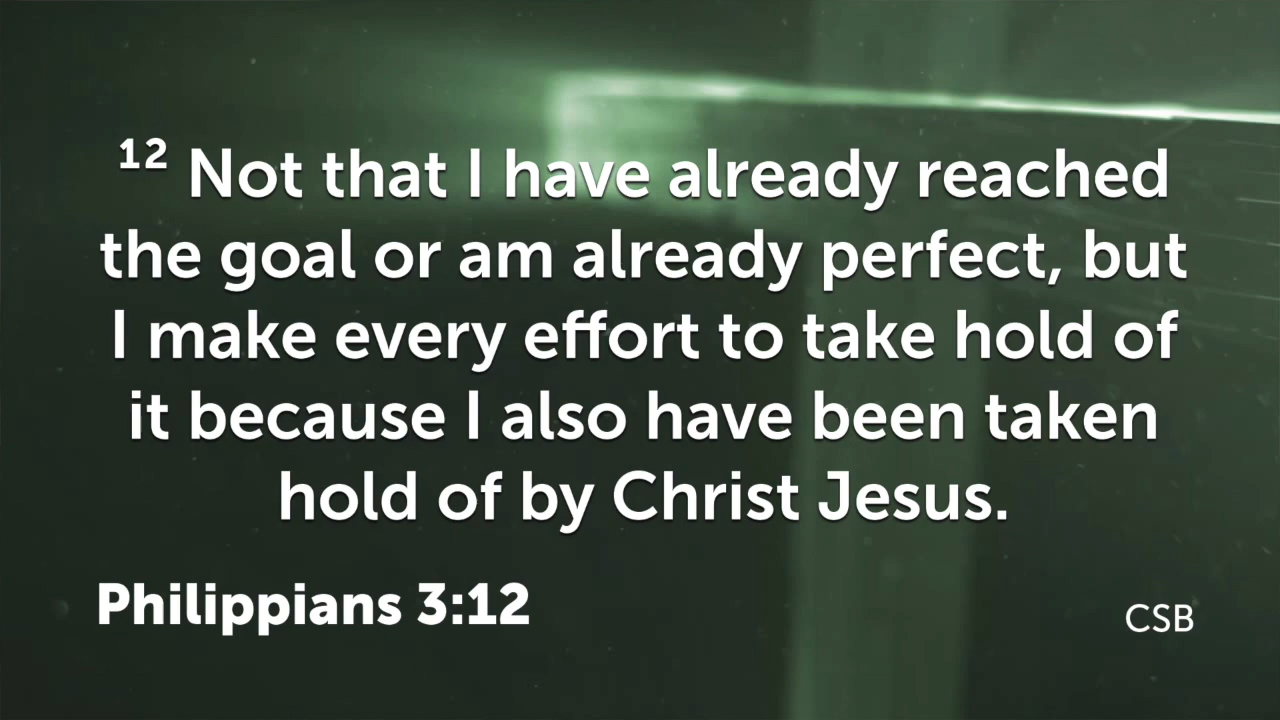 12 Not that I have already reached
the goal or am already perfect, but
I make every effort to take hold of
it because I also have been taken
hold of by Christ Jesus.
Philippians 3:12
CSB